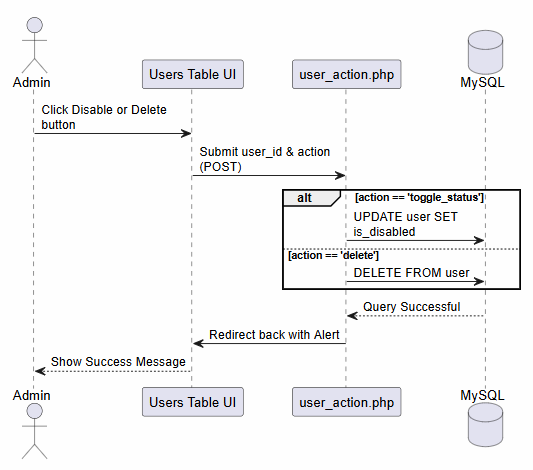 Admin
Users Table UI
user_action.php
MySQL
Click Disable or Delete
button
Submit user_id & action
(POST)
alt
[action == 'toggle_status']
UPDATE user SET
is_disabled
[action == 'delete']
DELETE FROM user
Query Successful
Redirect back with Alert
Show Success Message
Admin
Users Table UI
user_action.php
MySQL